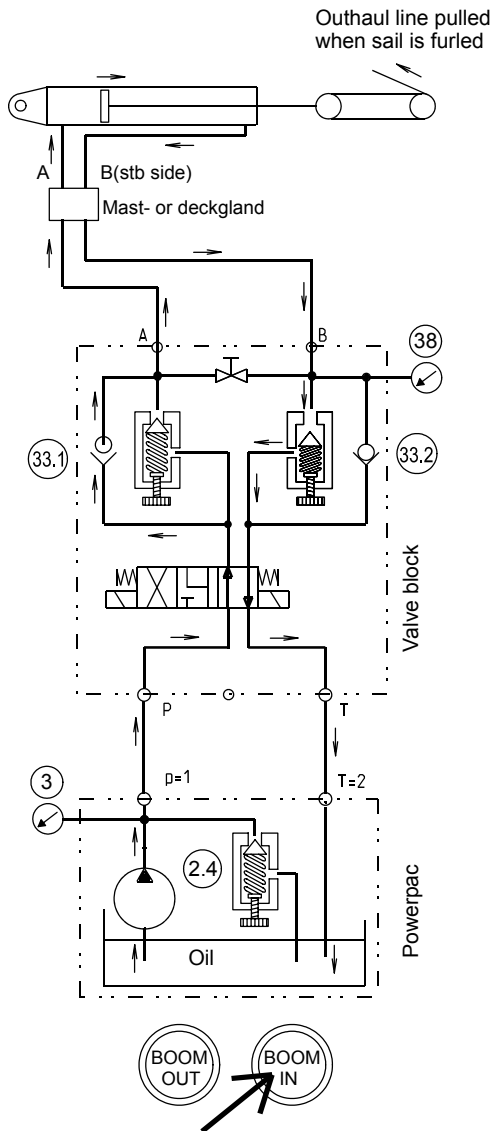 Outhaul line pulled
when sail is furled
A
B(stb side)
Mast- or deckgland
A
B
38
33.1
33.2
Valve block
P
T
3
p=1
T=2
2.4
Powerpac
Oil
BOOM
OUT
BOOM
IN